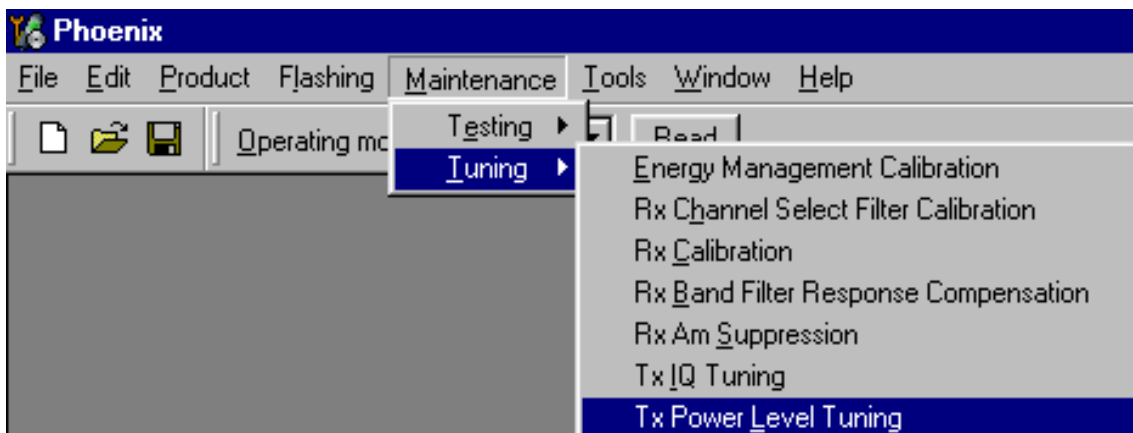 Phoenix
File Edit Product Flashing Maintenance Tools Window Help
Operating mo Read
Testing
Tuning
Energy Management Calibration
Rx Channel Select Filter Calibration
Rx Calibration
Rx Band Filter Response Compensation
Rx Am Suppression
Tx IQ Tuning
Tx Power Level Tuning